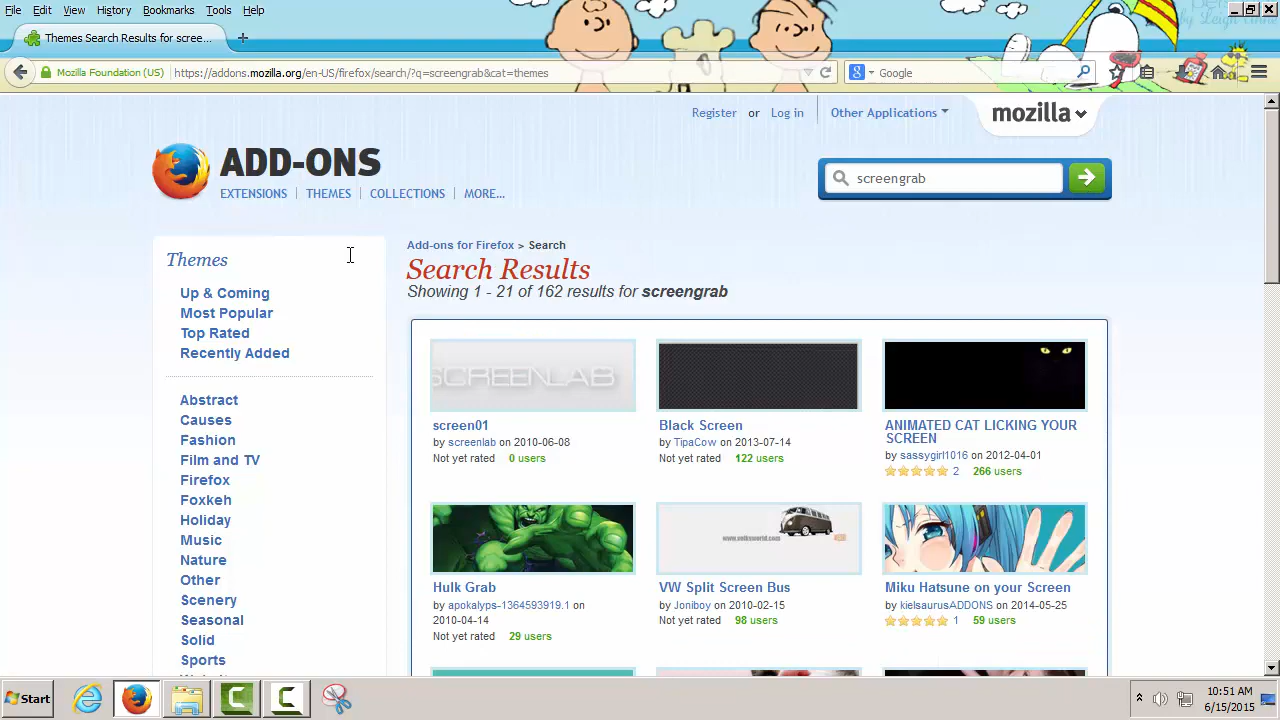 File Edit View History Bookmarks Tools Help
by Leigh Anne
Themes :: Search Results for scree...
Mozilla Foundation (US) https://addons.mozilla.org/en-US/firefox/search/?q=screengrab&cat=themes Google
Register or Log in Other Applications mozilla
ADD-ONS
EXTENSIONS THEMES COLLECTIONS MORE...
screengrab
Themes
Up & Coming
Most Popular
Top Rated
Recently Added
Abstract
Causes
Fashion
Film and TV
Firefox
Foxkeh
Holiday
Music
Nature
Other
Scenery
Seasonal
Solid
Sports
Add-ons for Firefox > Search
Search Results
Showing 1 - 21 of 162 results for screengrab
SCREENLAB
screen01
by screenlab on 2010-06-08
Not yet rated 0 users
Black Screen
by TipaCow on 2013-07-14
Not yet rated 122 users
ANIMATED CAT LICKING YOUR
SCREEN
by sassygirl1016 on 2012-04-01
2 266 users
Hulk Grab
by apokalyps-1364593919.1 on
2010-04-14
Not yet rated 29 users
VW Split Screen Bus
by Joniboy on 2010-02-15
Not yet rated 98 users
Miku Hatsune on your Screen
by kielsaurusADDONS on 2014-05-25
1 59 users
Start
10:51 AM
6/15/2015